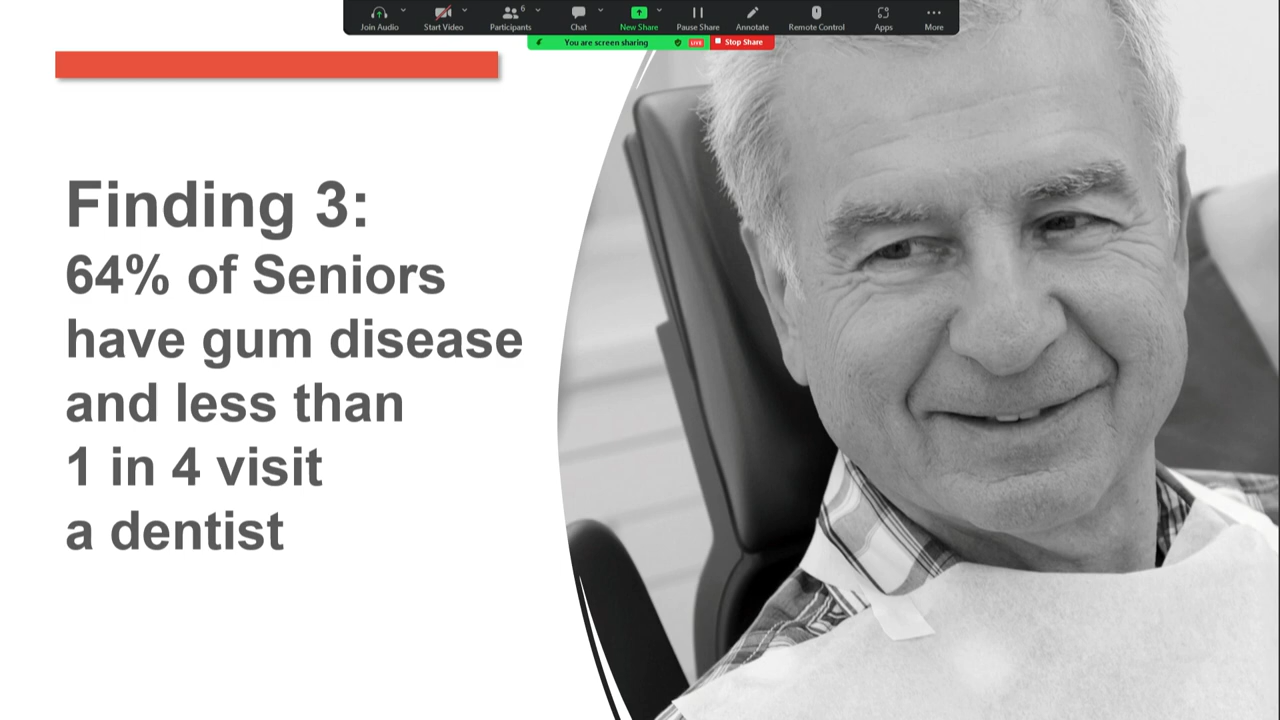 6
Join Audio Start Video Participants Chat New Share Pause Share Annotate Remote Control Apps More
You are screen sharing LIVE Stop Share
Finding 3:
64% of Seniors
have gum disease
and less than
1 in 4 visit
a dentist